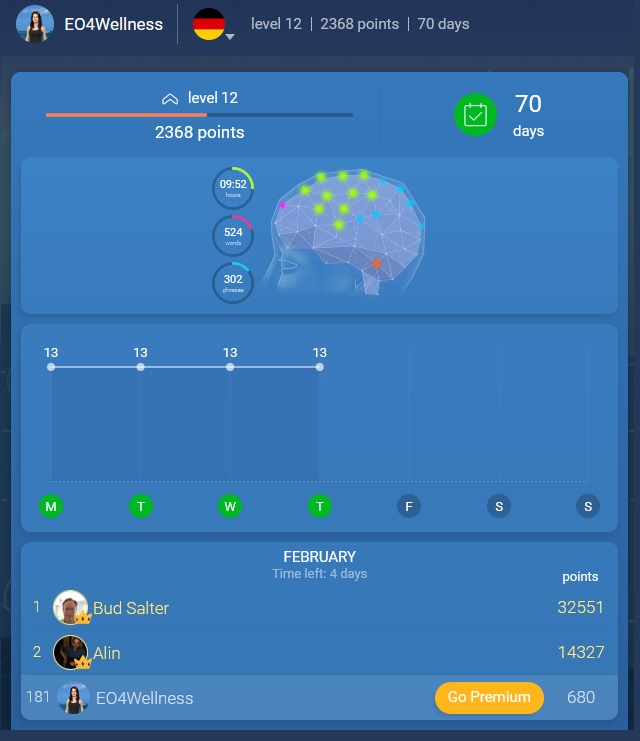 EO4Wellness
level 12 | 2368 points | 70 days
level 12
2368 points
70
days
09:52
hours
524
words
302
phrases
13 13 13 13
M T W T F S S
FEBRUARY
Time left: 4 days
points
1 Bud Salter 32551
2 Alin 14327
181 EO4Wellness Go Premium 680